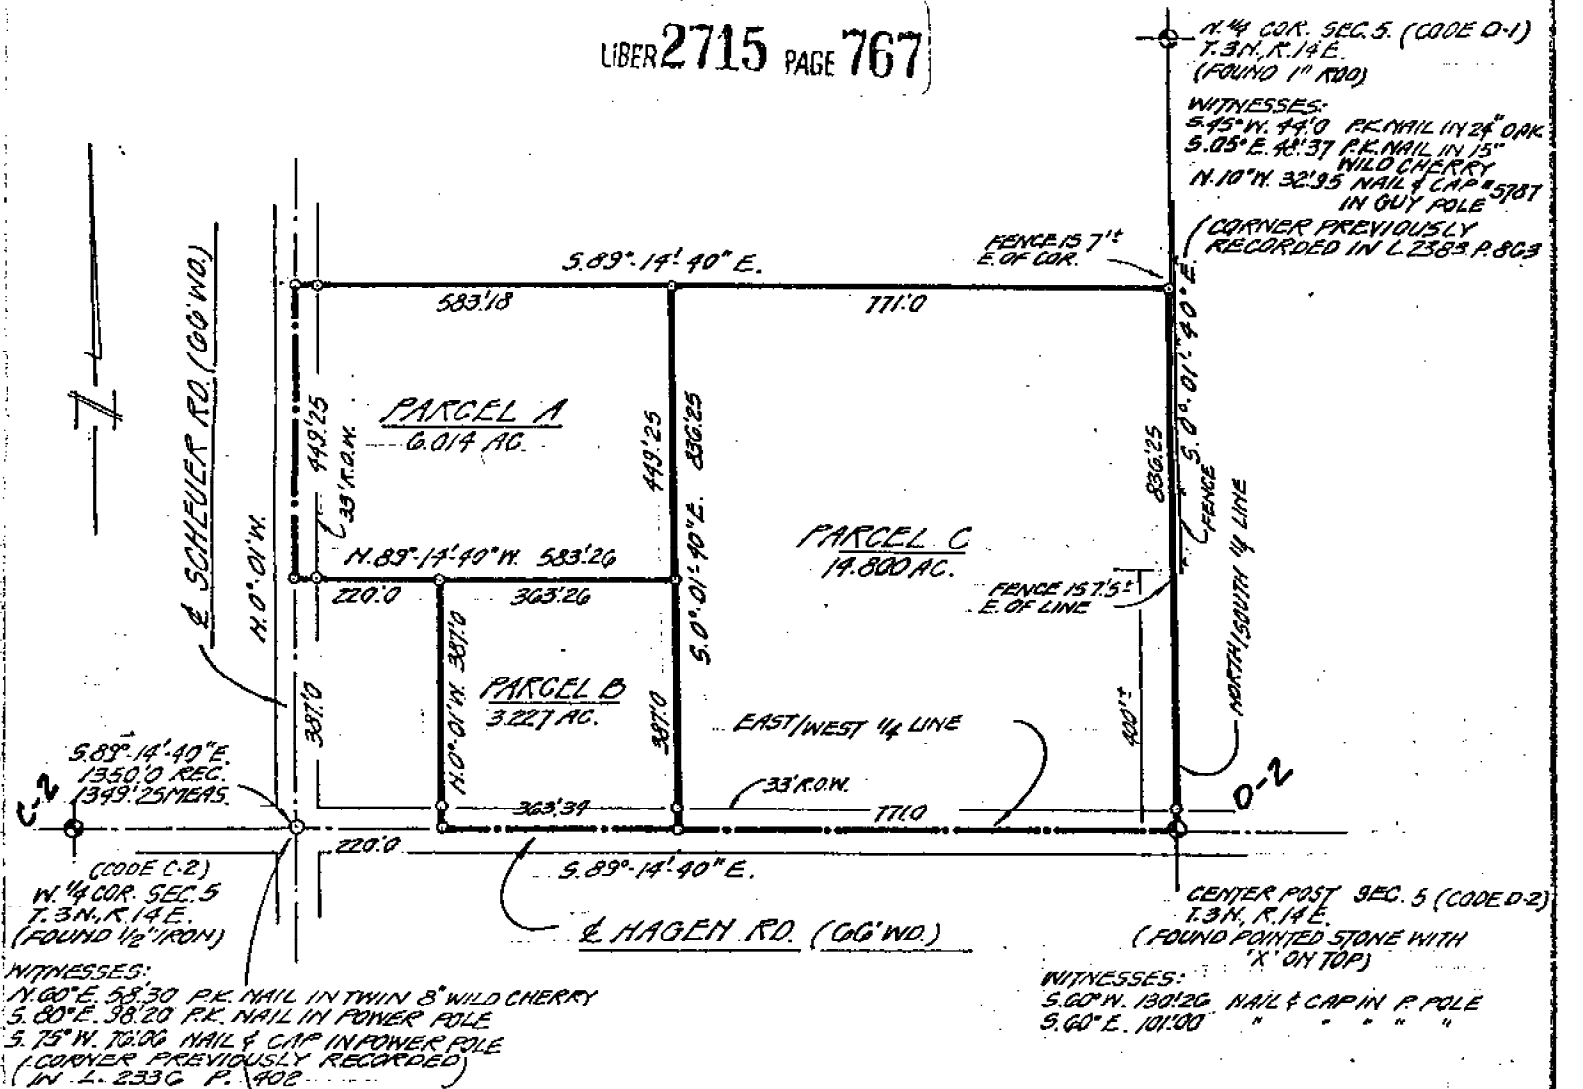 LIBER 2715 PAGE 767
N. 1/4 COR. SEC. 5. (CODE D-1)
T. 3 N., R. 14 E.
(FOUND 1" ROD)
WITNESSES:
S. 45° W. 44.'0 P.K. NAIL IN 24" OAK
S. 05° E. 48.'37 P.K. NAIL IN 15"
WILD CHERRY
N. 10° W. 32.'95 NAIL & CAP #5787
IN GUY POLE
(CORNER PREVIOUSLY
RECORDED IN L 2383 P. 863
FENCE IS 7'±
E. OF COR.
S. 89°-14'-40" E.
583.'18
771.'0
N
℄ SCHEUER RD. (66' WD.)
N. 0°-01' W.
449.'25
33' R.O.W.
PARCEL A
6.014 AC.
449.'25
S. 0°-01'-40" E. 836.'25
836.'25
S. 0°-01'-40" E.
FENCE
NORTH/SOUTH 1/4 LINE
PARCEL C
14.800 AC.
N. 89°-14'-40" W. 583.'26
220.'0
363.'26
FENCE IS 7.'5±
E. OF LINE
387.'0
N. 0°-01' W. 387.'0
PARCEL B
3.227 AC.
387.'0
EAST/WEST 1/4 LINE
400'±
33' R.O.W.
S. 89°-14'-40" E.
1350.'0 REC.
1349.'25 MEAS.
C-2
D-2
363.'34
771.'0
220.'0
S. 89°-14'-40" E.
℄ HAGEN RD. (66' WD.)
(CODE C-2)
W. 1/4 COR. SEC. 5
T. 3 N., R. 14 E.
(FOUND 1/2" IRON)
WITNESSES:
N. 60° E. 58.'30 P.K. NAIL IN TWIN 8" WILD CHERRY
S. 80° E. 38.'20 P.K. NAIL IN POWER POLE
S. 75° W. 76.'06 NAIL & CAP IN POWER POLE
(CORNER PREVIOUSLY RECORDED)
(IN L. 2336 P. 402)
CENTER POST SEC. 5 (CODE D-2)
T. 3 N., R. 14 E.
(FOUND POINTED STONE WITH
'X' ON TOP)
WITNESSES:
S. 60° W. 130.'26 NAIL & CAP IN P. POLE
S. 60° E. 101.'00 " " " " "